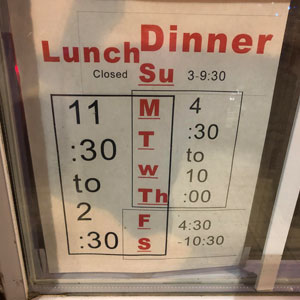 Lunch Dinner
Closed Su 3-9:30
11 M 4
:30 T :30
to w to
2 Th 10
:30 F :00
S 4:30
-10:30